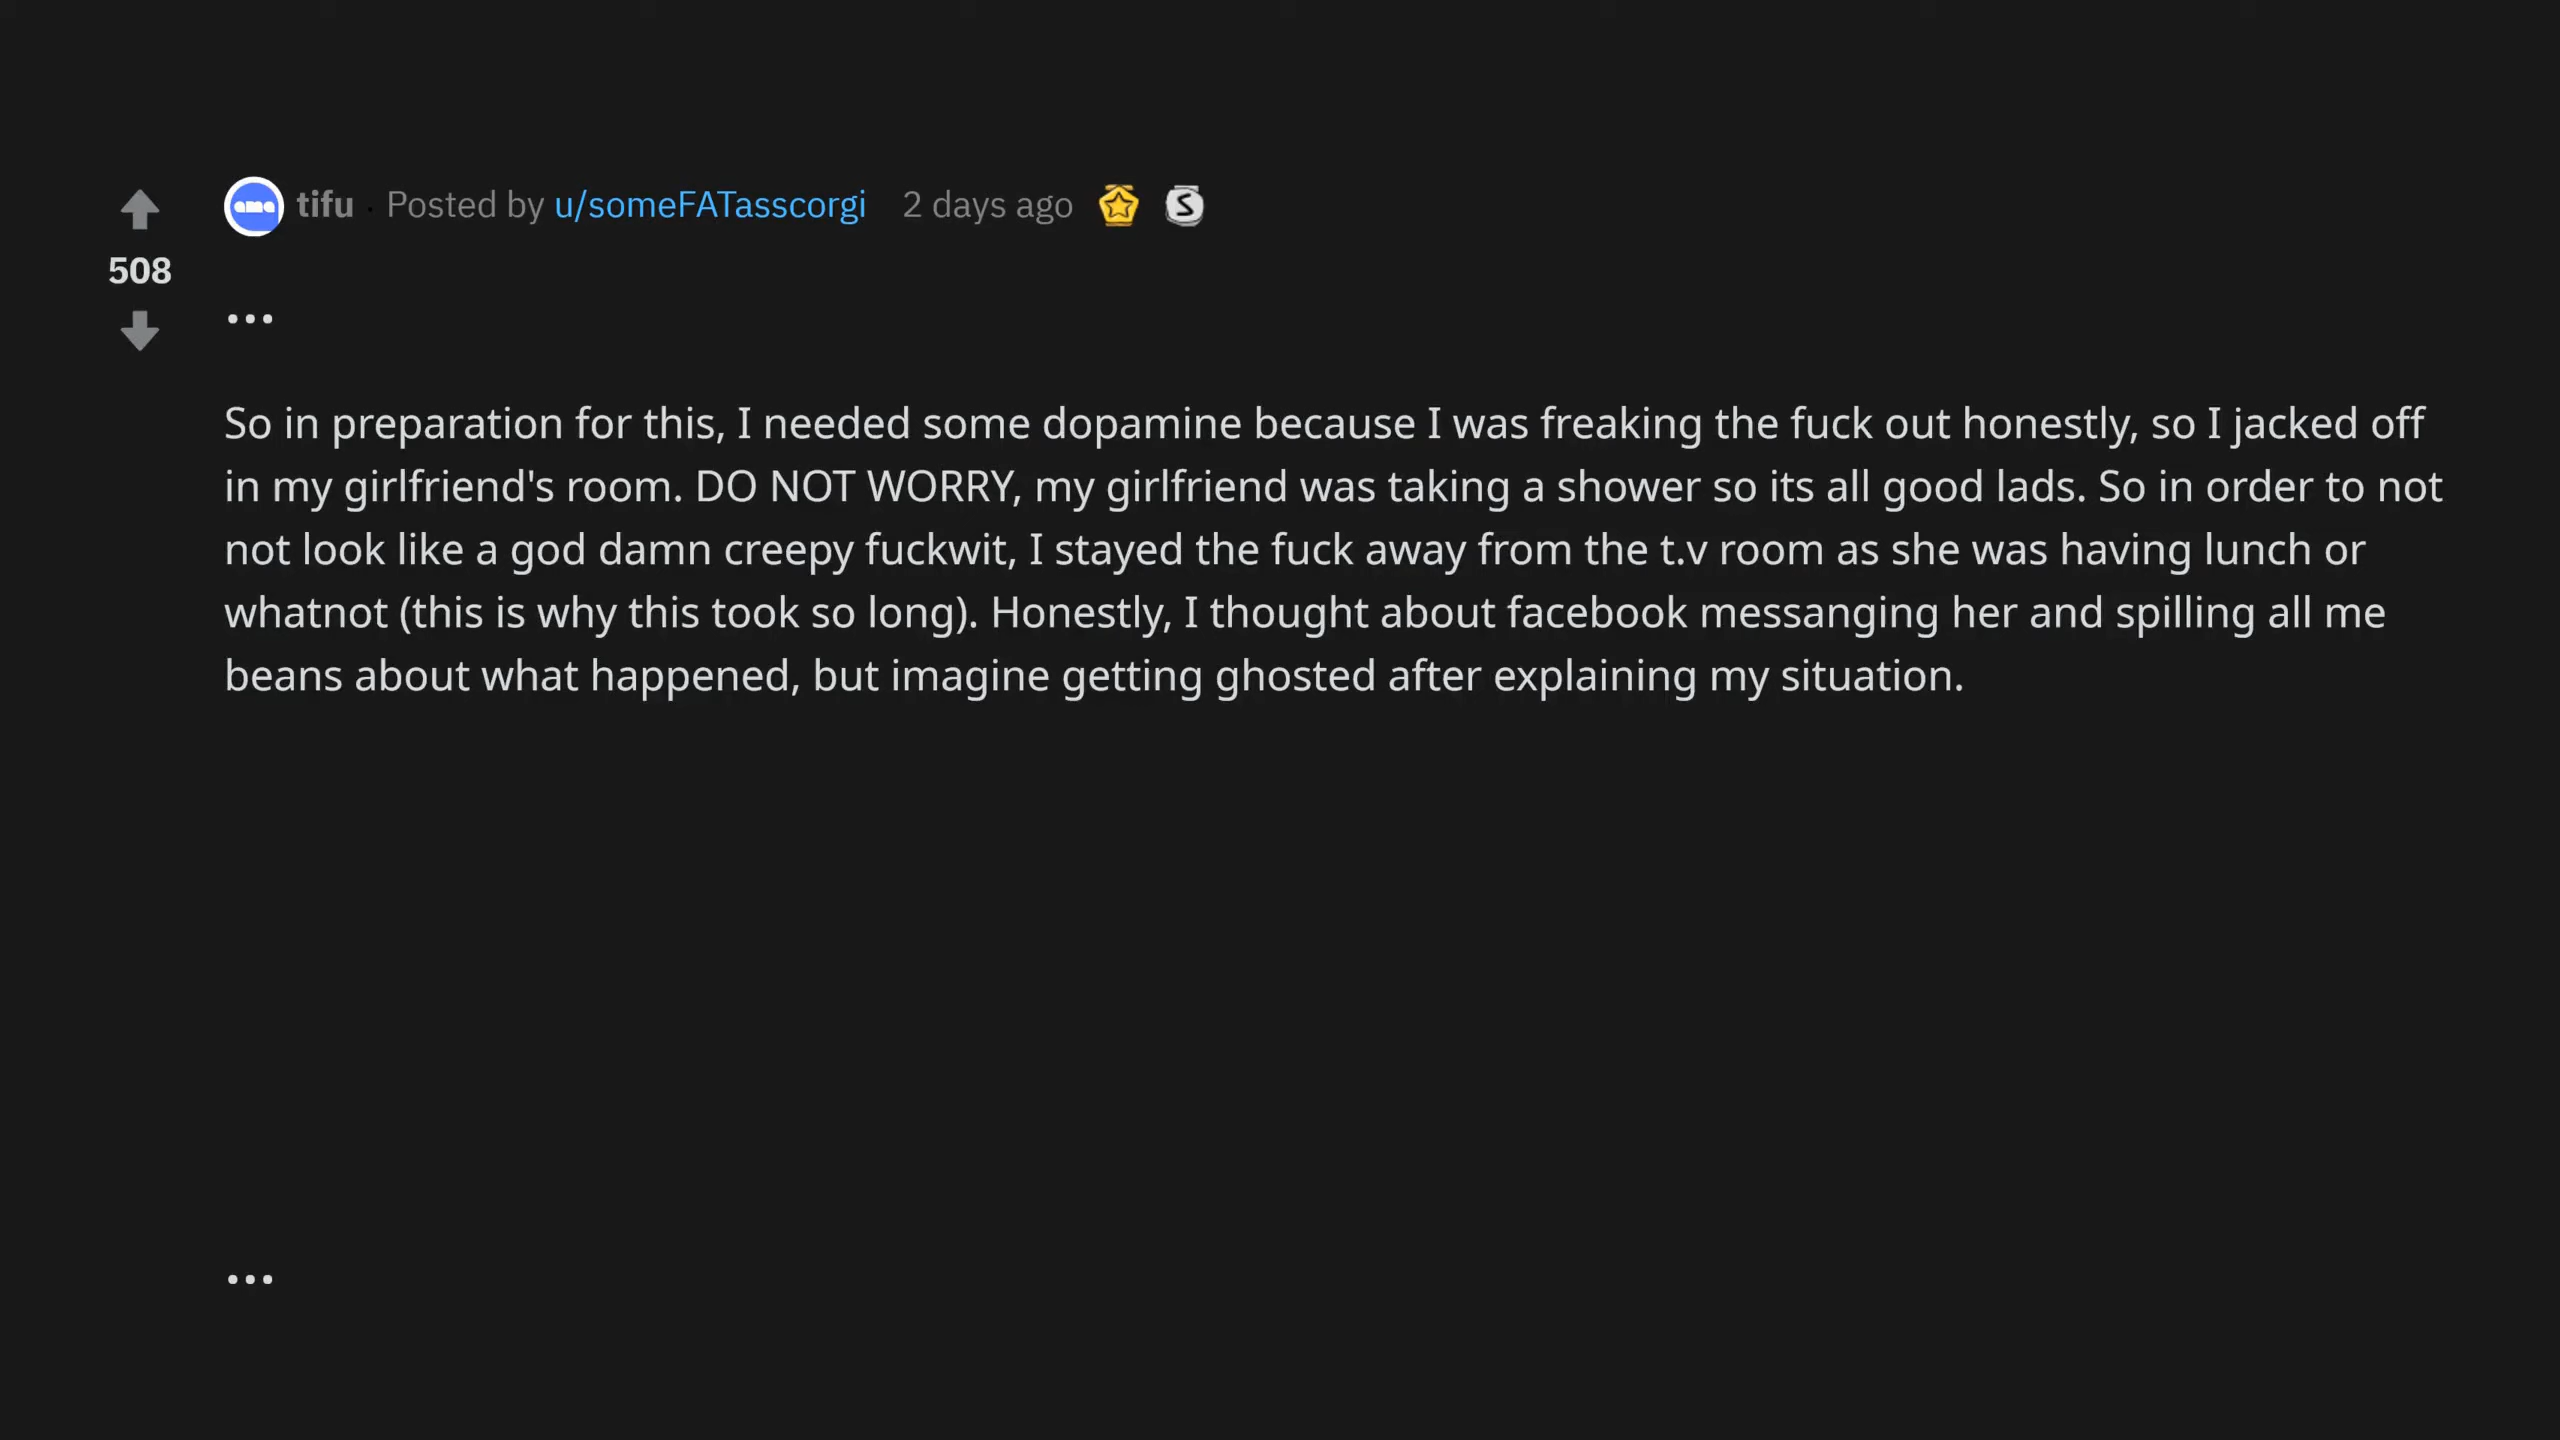 tifu · Posted by u/someFATasscorgi 2 days ago
508
...
So in preparation for this, I needed some dopamine because I was freaking the fuck out honestly, so I jacked off
in my girlfriend's room. DO NOT WORRY, my girlfriend was taking a shower so its all good lads. So in order to not
not look like a god damn creepy fuckwit, I stayed the fuck away from the t.v room as she was having lunch or
whatnot (this is why this took so long). Honestly, I thought about facebook messanging her and spilling all me
beans about what happened, but imagine getting ghosted after explaining my situation.
...